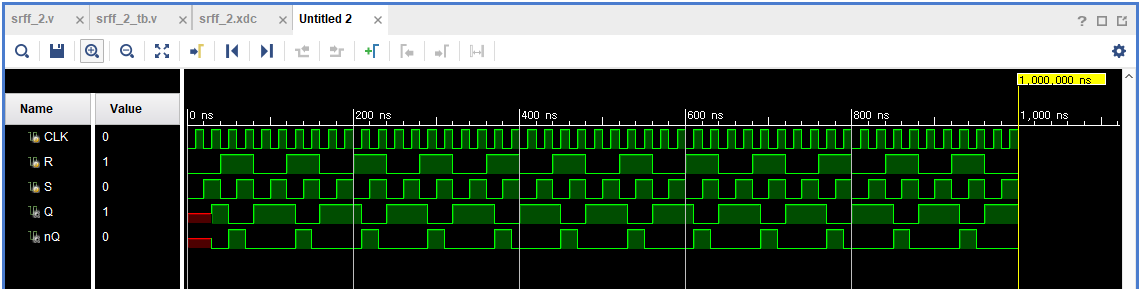 srff_2.v × srff_2_tb.v × srff_2.xdc × Untitled 2 ×
?
1,000,000 ns
Name Value
0 ns 200 ns 400 ns 600 ns 800 ns 1,000 ns
CLK 0
R 1
S 0
Q 1
nQ 0